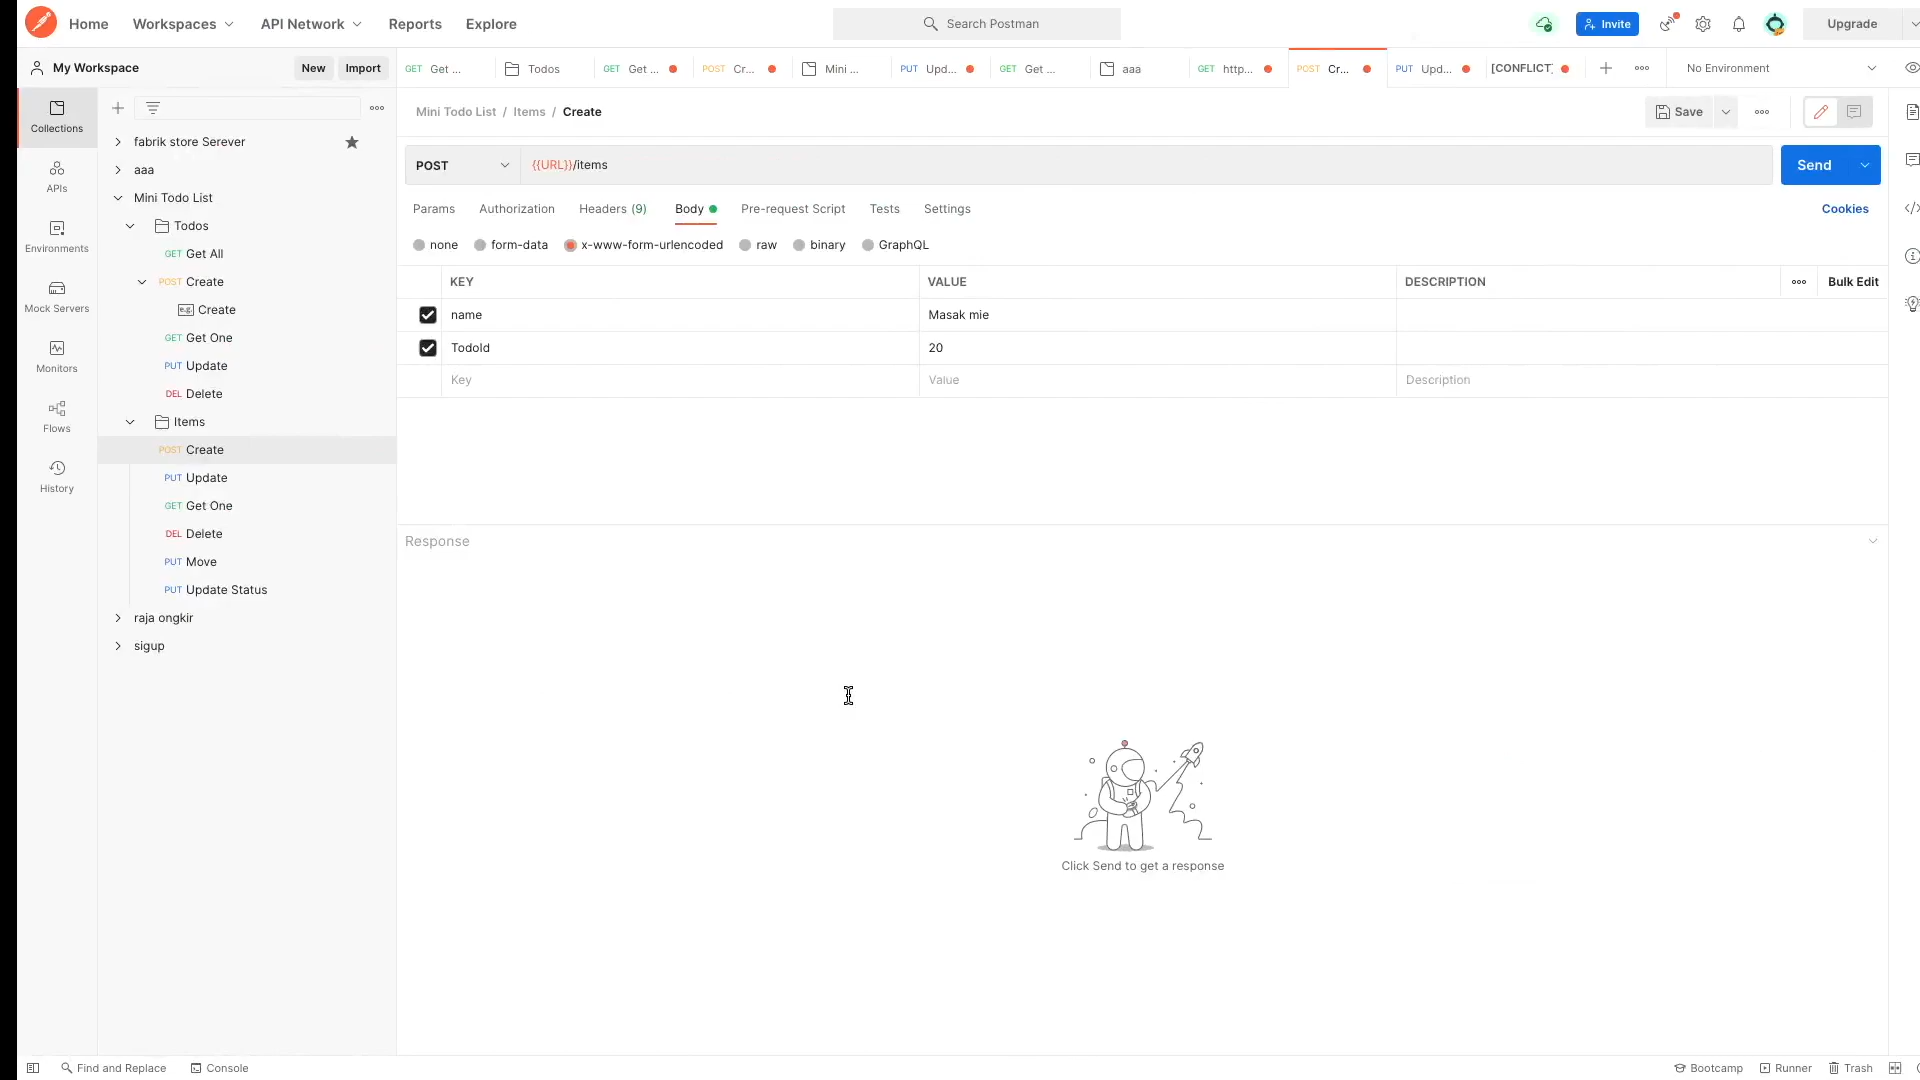 Home Workspaces API Network Reports Explore Search Postman Invite Upgrade
My Workspace New Import GET Get ... Todos GET Get ... POST Cr... Mini ... PUT Upd... GET Get ... aaa GET http... POST Cr... PUT Upd... [CONFLICT] No Environment
Collections
APIs
Environments
Mock Servers
Monitors
Flows
History
fabrik store Serever
aaa
Mini Todo List
Todos
GET Get All
POST Create
e.g. Create
GET Get One
PUT Update
DEL Delete
Items
POST Create
PUT Update
GET Get One
DEL Delete
PUT Move
PUT Update Status
raja ongkir
sigup
Mini Todo List / Items / Create Save
POST {{URL}}/items Send
Params Authorization Headers (9) Body Pre-request Script Tests Settings Cookies
none form-data x-www-form-urlencoded raw binary GraphQL
KEY VALUE DESCRIPTION Bulk Edit
name Masak mie
TodoId 20
Key Value Description
Response
Click Send to get a response
Find and Replace Console Bootcamp Runner Trash